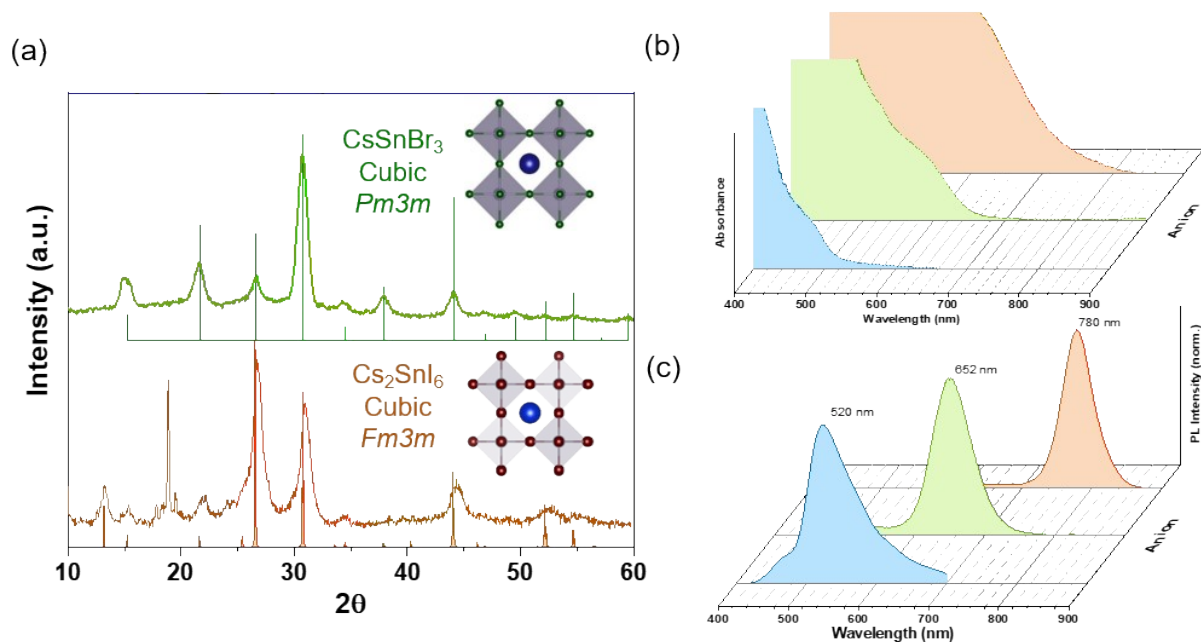 (a)
Intensity (a.u.)
CsSnBr₃
Cubic
Pm3m
Cs₂SnI₆
Cubic
Fm3m
10 20 30 40 50 60
2θ
(b)
Absorbance
400 500 600 700 800 900
Wavelength (nm)
Anion
(c)
520 nm
652 nm
780 nm
PL Intensity (norm.)
Anion
400 500 600 700 800 900
Wavelength (nm)